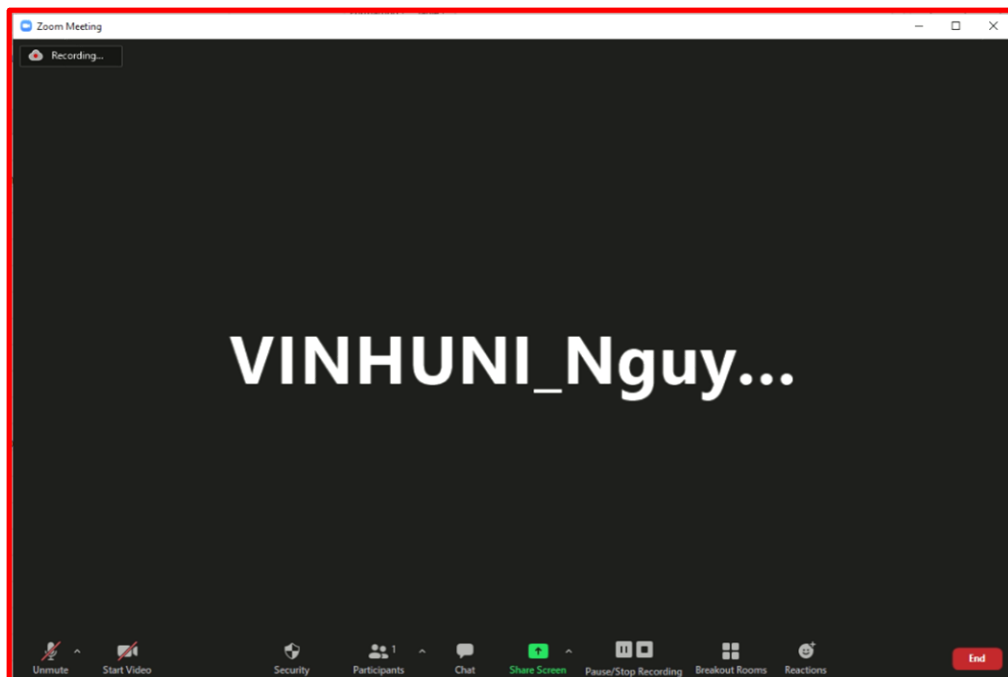 Zoom Meeting
Recording...
VINHUNI_Nguy...
1
Unmute Start Video Security Participants Chat Share Screen Pause/Stop Recording Breakout Rooms Reactions End